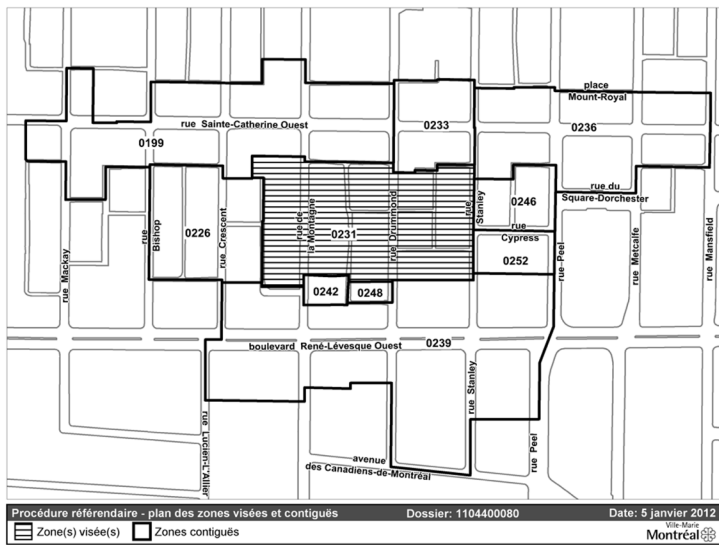 place
Mount-Royal
rue Sainte-Catherine Ouest
0233
0236
0199
rue du
Square-Dorchester
rue Stanley
0246
rue
Cypress
0252
rue Mackay
rue Bishop
0226
rue Crescent
rue de
la Montagne
0231
rue Drummond
rue Peel
rue Metcalfe
rue Mansfield
0242
0248
boulevard René-Lévesque Ouest
0239
rue Stanley
rue Lucien-L'Allier
rue Peel
avenue
des Canadiens-de-Montréal
Procédure référendaire - plan des zones visées et contiguës
Dossier: 1104400080
Date: 5 janvier 2012
Zone(s) visée(s)
Zones contiguës
Ville-Marie
Montréal